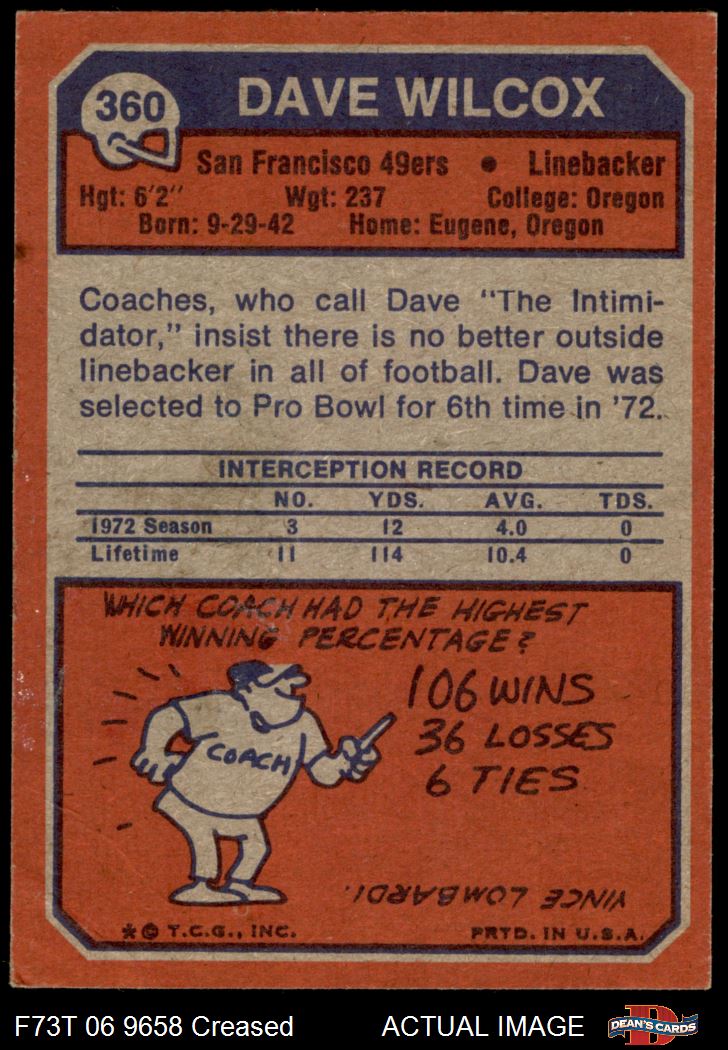 360
DAVE WILCOX
San Francisco 49ers • Linebacker
Hgt: 6'2" Wgt: 237 College: Oregon
Born: 9-29-42 Home: Eugene, Oregon
Coaches, who call Dave "The Intimi-
dator," insist there is no better outside
linebacker in all of football. Dave was
selected to Pro Bowl for 6th time in '72.
INTERCEPTION RECORD
NO. YDS. AVG. TDS.
1972 Season 3 12 4.0 0
Lifetime 11 114 10.4 0
WHICH COACH HAD THE HIGHEST
WINNING PERCENTAGE?
106 WINS
36 LOSSES
6 TIES
COACH
VINCE LOMBARDI.
*© T.C.G., INC. PRTD. IN U.S.A.
F73T 06 9658 Creased ACTUAL IMAGE
D
DEAN'S CARDS